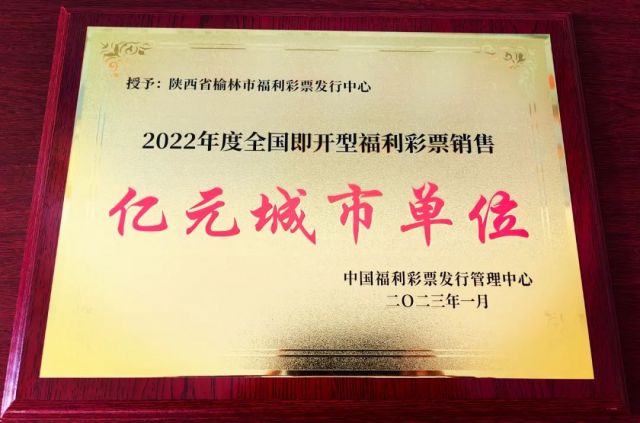 授予：陕西省榆林市福利彩票发行中心
2022年度全国即开型福利彩票销售
亿元城市单位
中国福利彩票发行管理中心
二〇二三年一月